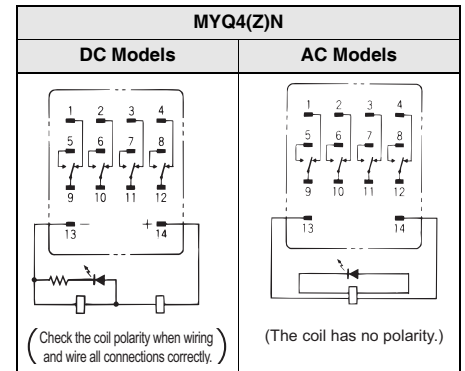 MYQ4(Z)N
DC Models
AC Models
1 2 3 4
5 6 7 8
9 10 11 12
13 − + 14
(Check the coil polarity when wiring
and wire all connections correctly.)
1 2 3 4
5 6 7 8
9 10 11 12
13 14
(The coil has no polarity.)